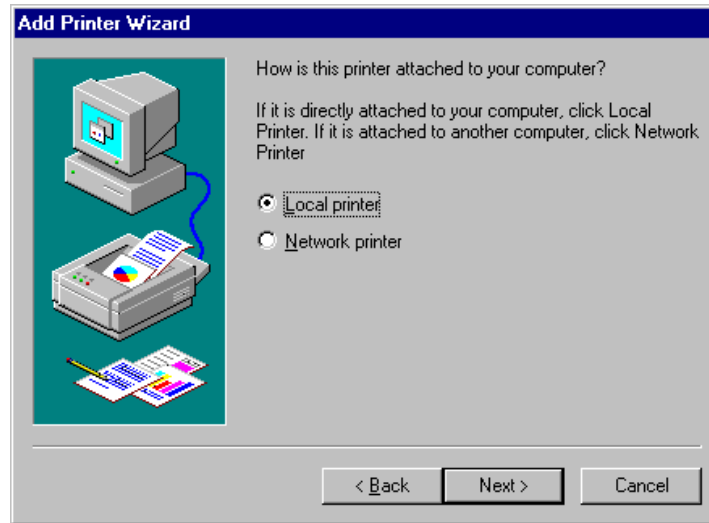 Add Printer Wizard
How is this printer attached to your computer?
If it is directly attached to your computer, click Local
Printer. If it is attached to another computer, click Network
Printer
Local printer
Network printer
< Back
Next >
Cancel